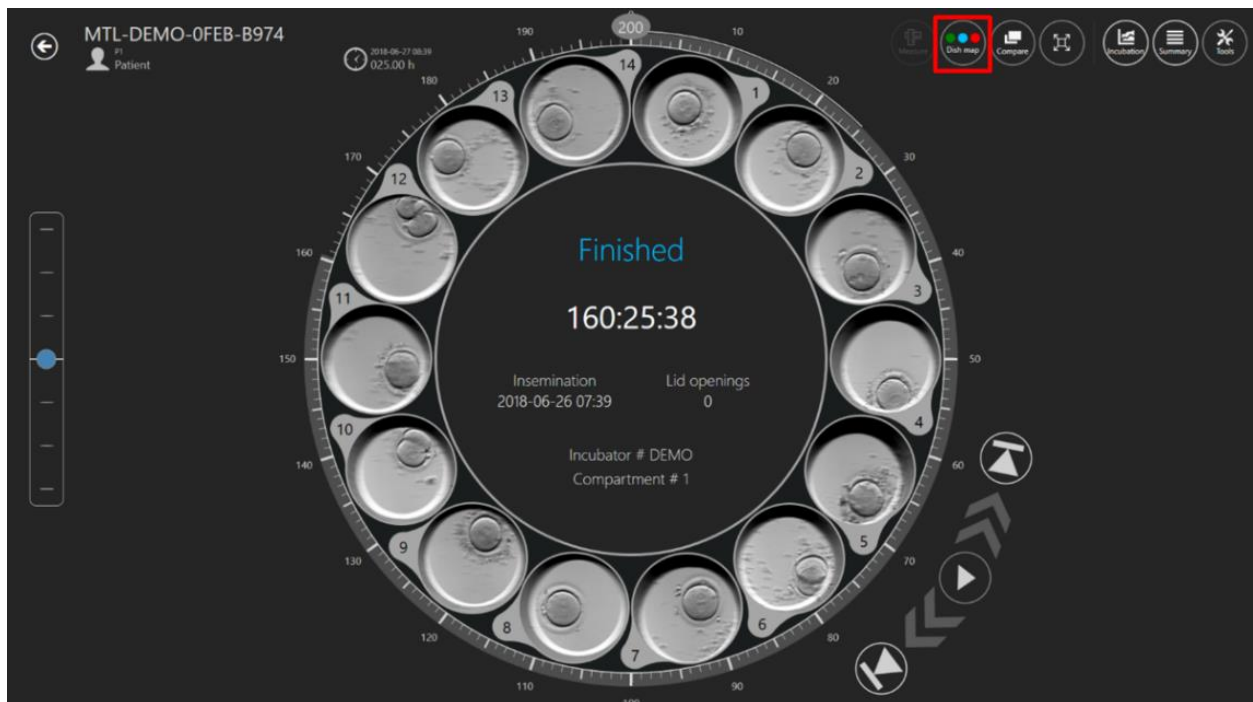 MTL-DEMO-0FEB-B974
P1
Patient
2018-06-27 08:39
025.00 h
Measure
Dish map
Compare
Incubation
Summary
Tools
200
10
20
30
40
50
60
70
80
90
100
110
120
130
140
150
160
170
180
190
1
2
3
4
5
6
7
8
9
10
11
12
13
14
Finished
160:25:38
Insemination
2018-06-26 07:39
Lid openings
0
Incubator # DEMO
Compartment # 1